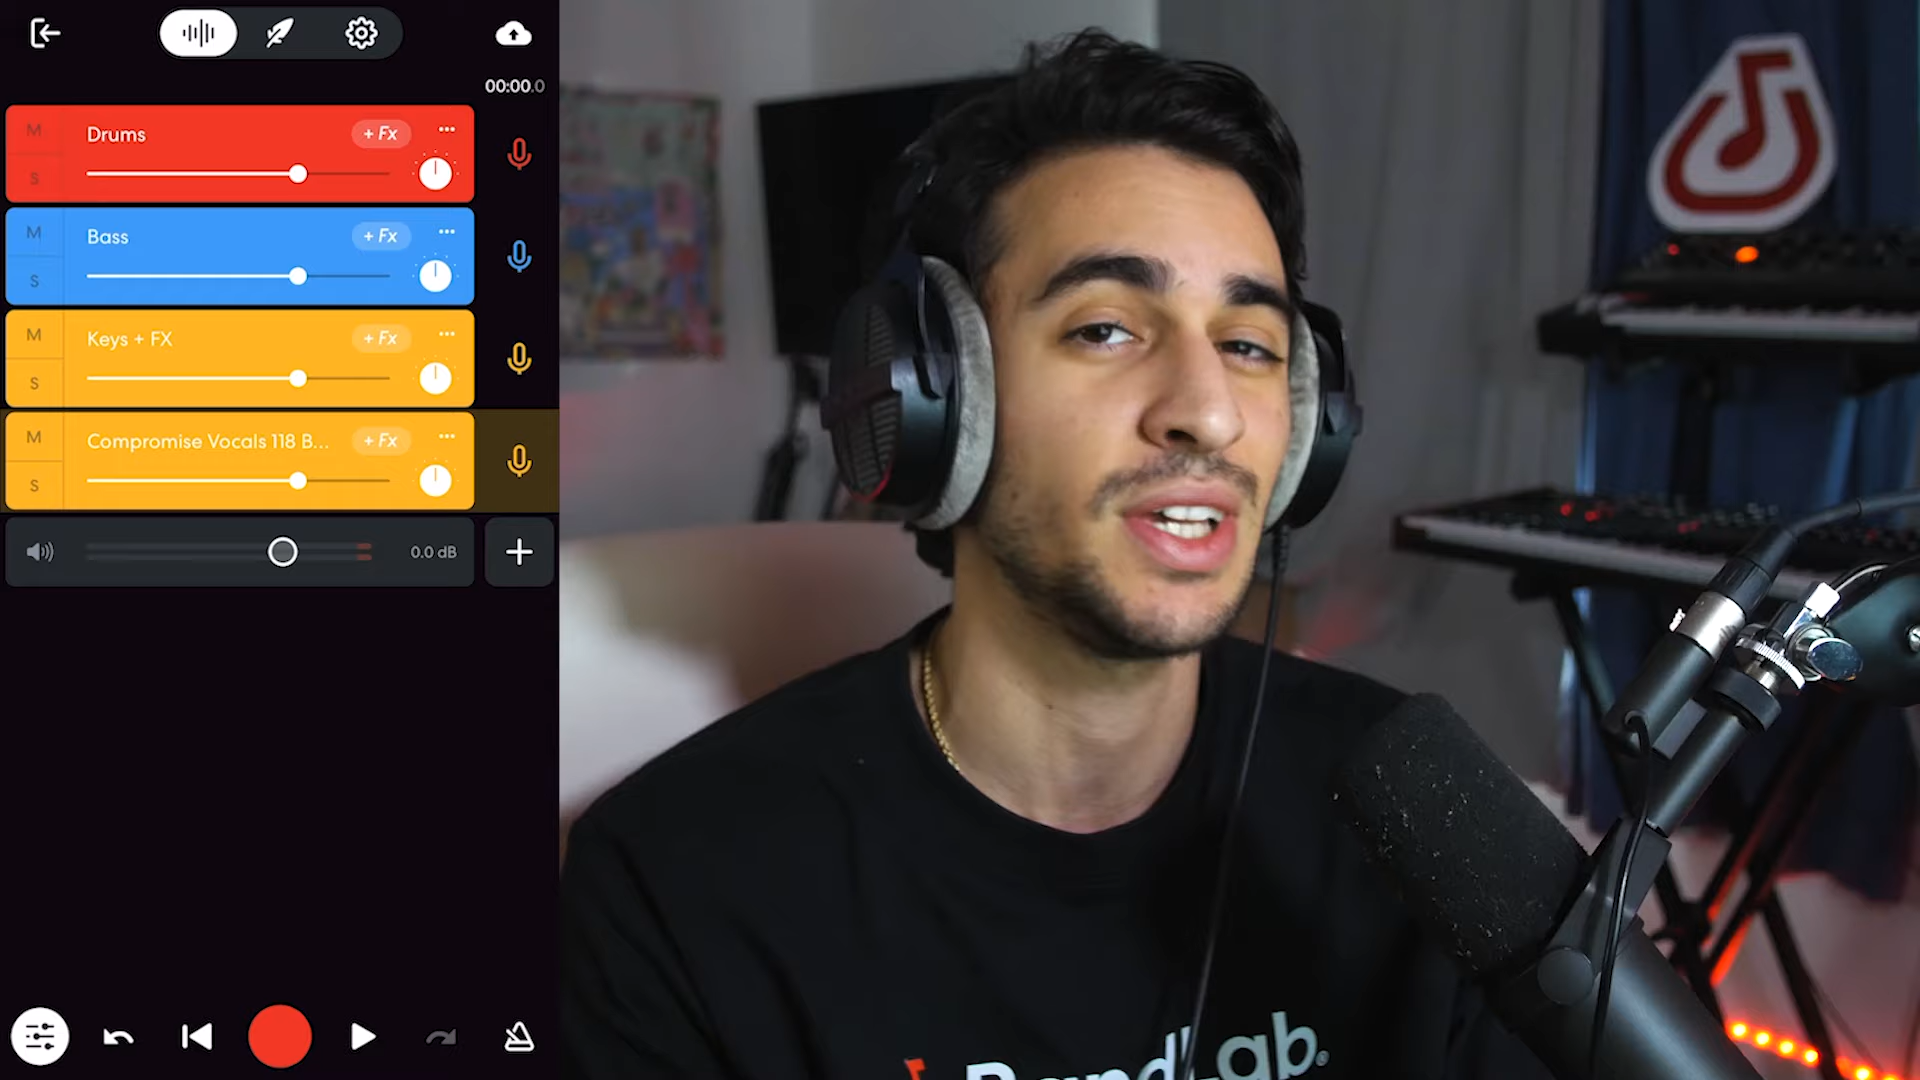 00:00.0
M
Drums
+ Fx
S
M
Bass
+ Fx
S
M
Keys + FX
+ Fx
S
M
Compromise Vocals 118 B...
+ Fx
S
0.0 dB
BandLab.